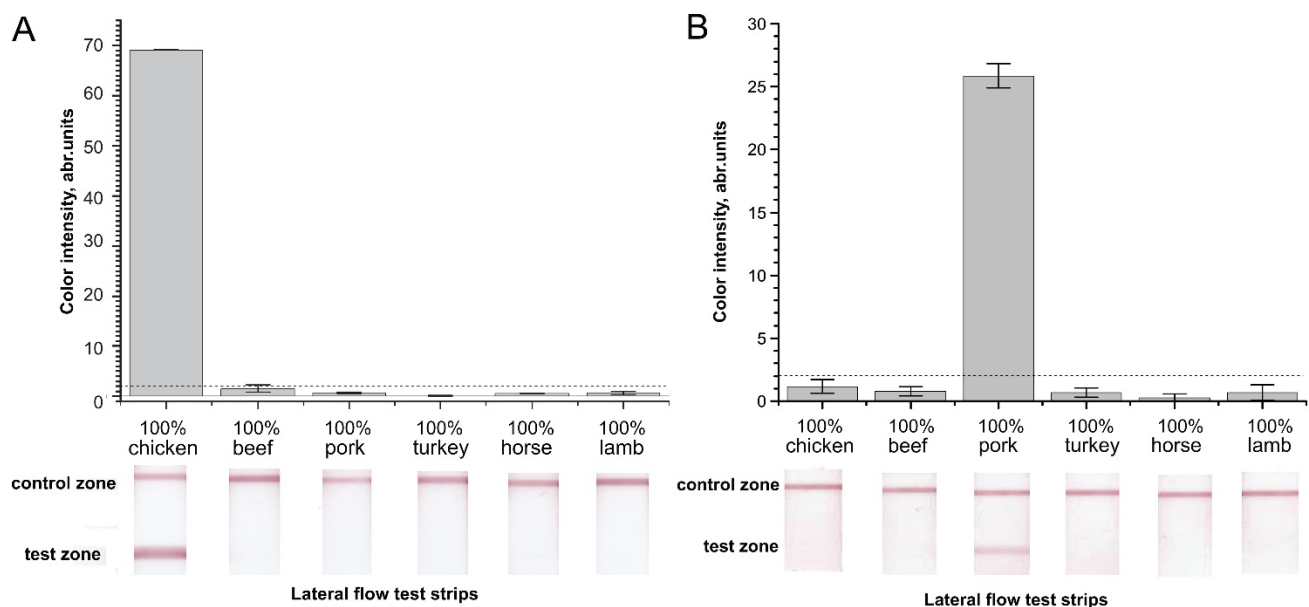 A
Color intensity, abr.units
70
60
50
40
30
20
10
0
100% 100% 100% 100% 100% 100%
chicken beef pork turkey horse lamb
control zone
test zone
Lateral flow test strips
B
Color intensity, abr.units
30
25
20
15
10
5
0
100% 100% 100% 100% 100% 100%
chicken beef pork turkey horse lamb
control zone
test zone
Lateral flow test strips